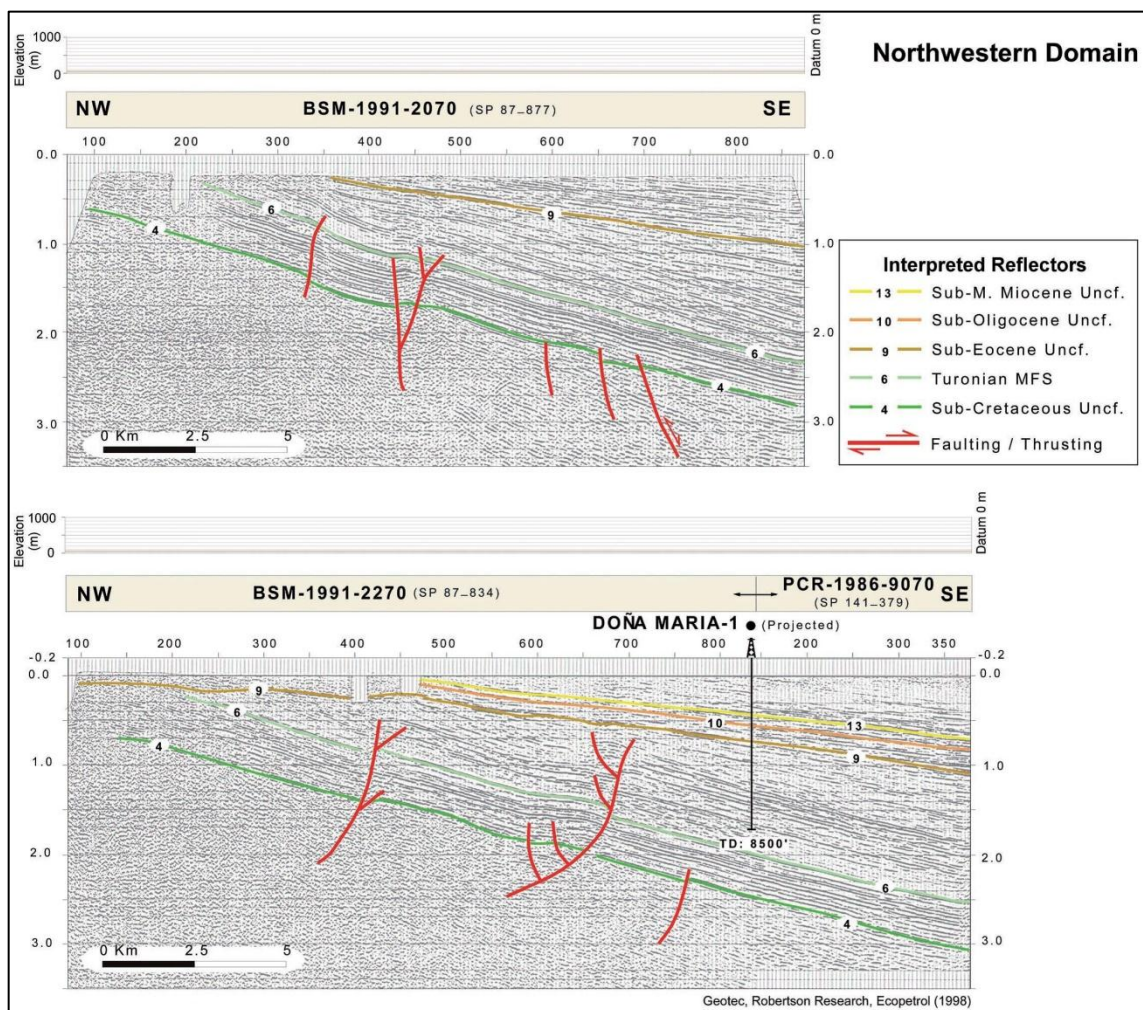 Elevation (m)
1000
0
Datum 0 m
Northwestern Domain
NW BSM-1991-2070 (SP 87–877) SE
100 200 300 400 500 600 700 800
0.0 0.0
9
6
4
1.0 1.0
2.0 2.0
6
4
3.0 3.0
0 Km 2.5 5
Interpreted Reflectors
13 Sub-M. Miocene Uncf.
10 Sub-Oligocene Uncf.
9 Sub-Eocene Uncf.
6 Turonian MFS
4 Sub-Cretaceous Uncf.
Faulting / Thrusting
Elevation (m)
1000
0
Datum 0 m
NW BSM-1991-2270 (SP 87–834) PCR-1986-9070 SE
(SP 141–379)
DOÑA MARIA-1 (Projected)
100 200 300 400 500 600 700 800 200 250 300 350
-0.2 -0.2
0.0 0.0
9
6
10
13
4
9
1.0 1.0
TD: 8500'
2.0 2.0
6
4
3.0 3.0
0 Km 2.5 5
Geotec, Robertson Research, Ecopetrol (1998)